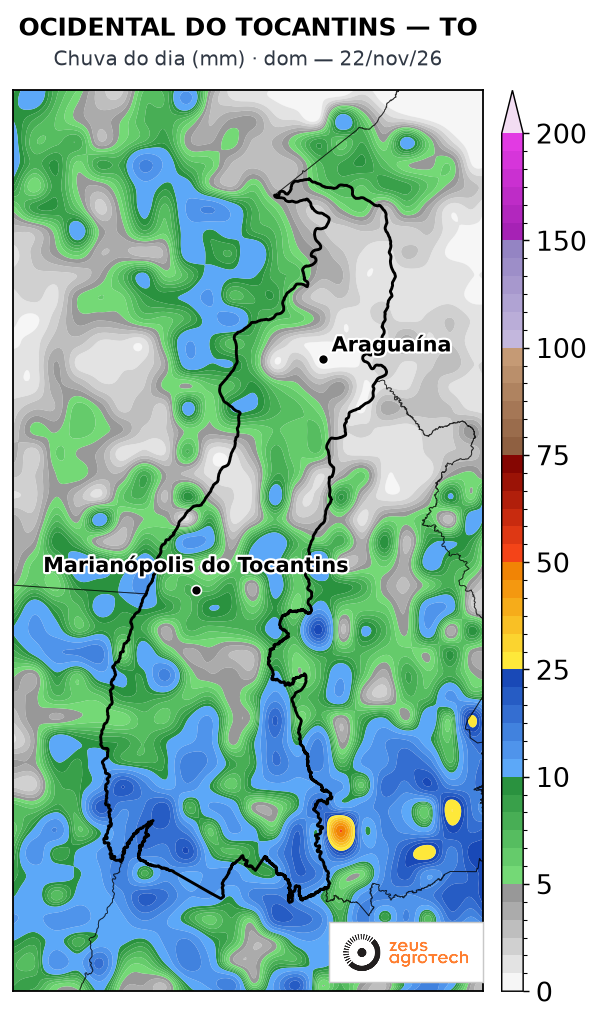 OCIDENTAL DO TOCANTINS — TO
Chuva do dia (mm) · dom — 22/nov/26
200
150
Araguaína
100
75
50
Marianópolis do Tocantins
25
10
5
0
zeus
agrotech